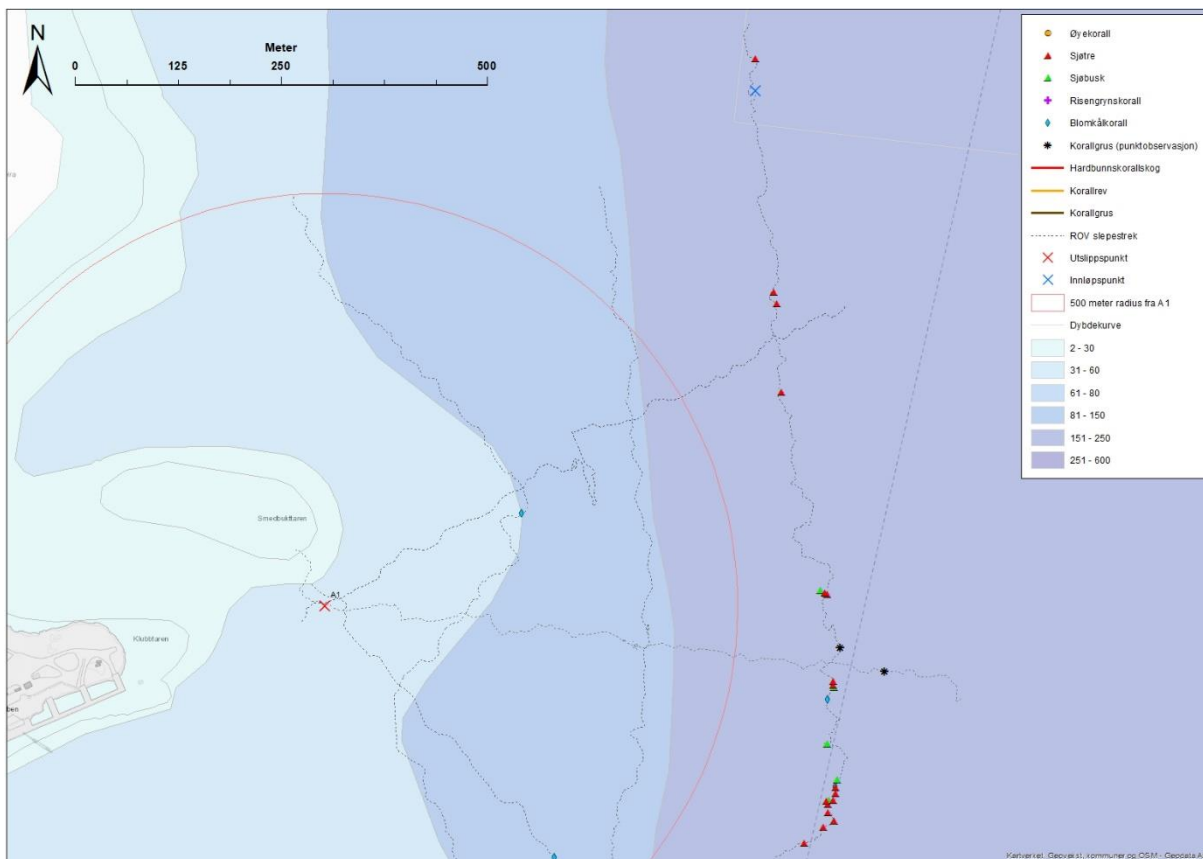 N
Meter
0 125 250 500
Øyekorall
Sjøtre
Sjøbusk
Risengrynskorall
Blomkålkorall
Korallgrus (punktobservasjon)
Hardbunnskorallskog
Korallrev
Korallgrus
ROV slepestrek
Utslippspunkt
Innløpspunkt
500 meter radius fra A1
Dybdekurve
2 - 30
31 - 60
61 - 80
81 - 150
151 - 250
251 - 600
Smedbukttaren
A1
Klubbtaren
ben
Kartverket, Geovekst, kommuner og OSM - Geodata A